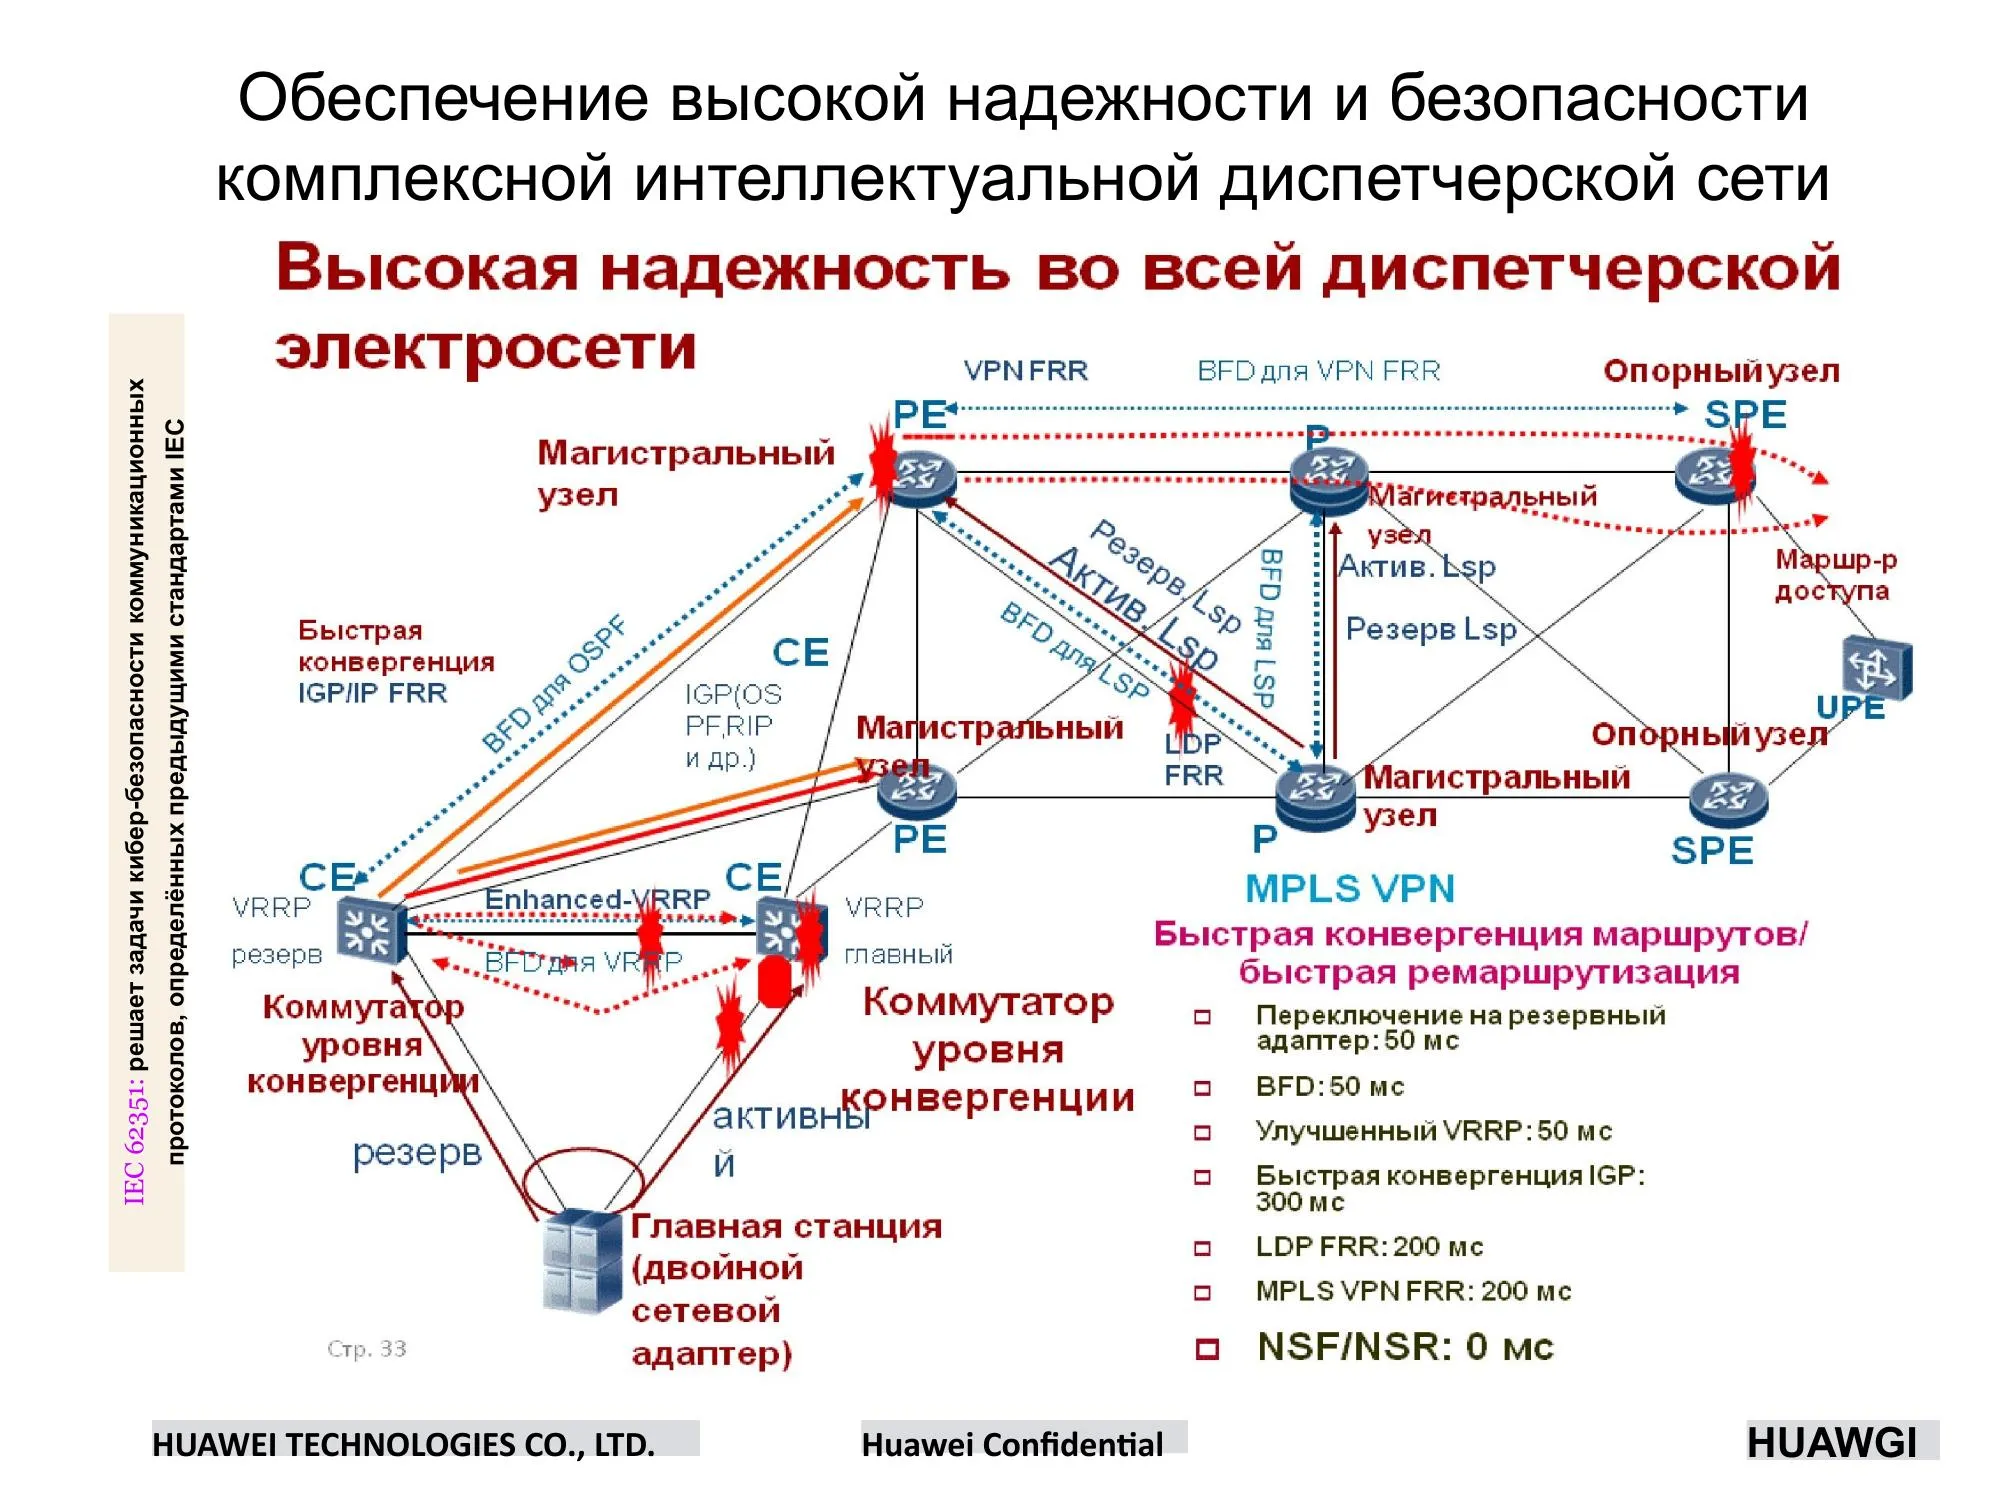 Обеспечение высокой надежности и безопасности
комплексной интеллектуальной диспетчерской сети
Высокая надежность во всей диспетчерской
электросети
IEC 62351: решает задачи кибер-безопасности коммуникационных
протоколов, определённых предыдущими стандартами IEC
VPN FRR
BFD для VPN FRR
Опорный узел
PE
SPE
P
Магистральный
узел
Магистральный
узел
Маршр-р
доступа
Резерв. Lsp
Актив. Lsp
BFD для LSP
BFD для LSP
Актив. Lsp
Резерв Lsp
Быстрая
конвергенция
IGP/IP FRR
BFD для OSPF
CE
IGP(OS
PF,RIP
и др.)
UPE
Магистральный
узел
LDP
FRR
Опорный узел
Магистральный
узел
PE
P
SPE
CE
CE
VRRP
резерв
Enhanced-VRRP
BFD для VRRP
VRRP
главный
MPLS VPN
Быстрая конвергенция маршрутов/
быстрая ремаршрутизация
Коммутатор
уровня
конвергенции
Коммутатор
уровня
конвергенции
резерв
активны
й
Переключение на резервный
адаптер: 50 мс
BFD: 50 мс
Улучшенный VRRP: 50 мс
Быстрая конвергенция IGP:
300 мс
LDP FRR: 200 мс
MPLS VPN FRR: 200 мс
NSF/NSR: 0 мс
Главная станция
(двойной
сетевой
адаптер)
Стр. 33
HUAWEI TECHNOLOGIES CO., LTD.
Huawei Confidential
HUAWGI